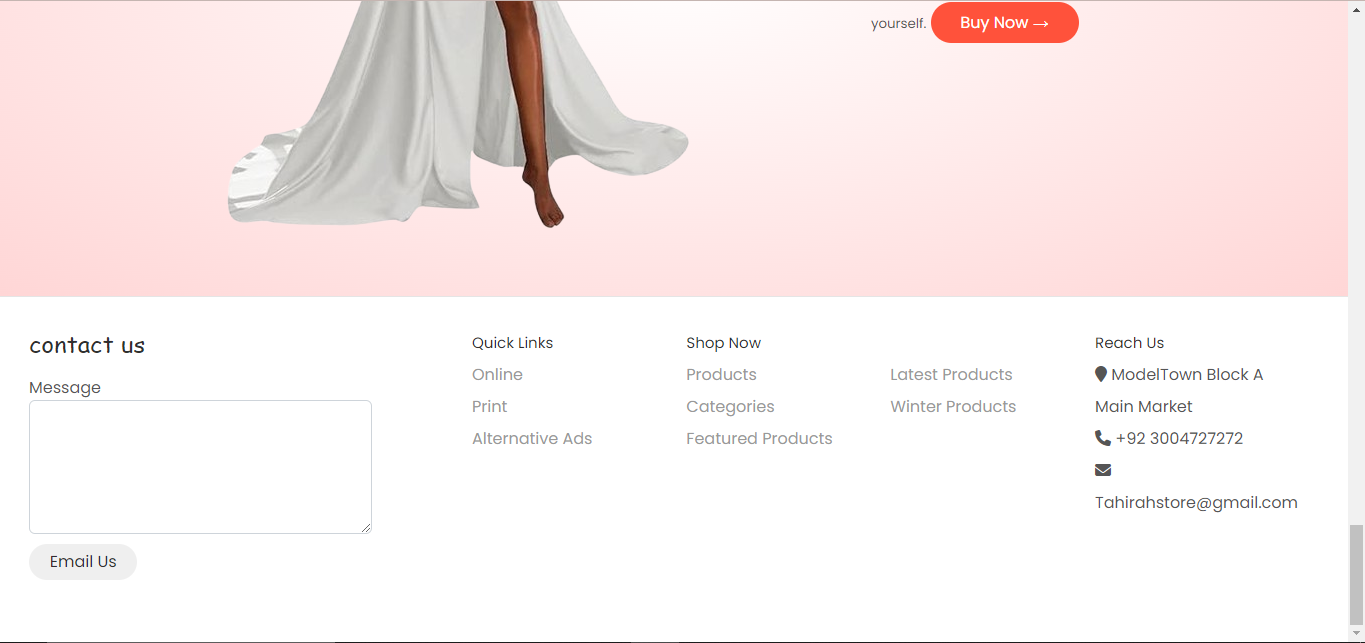 yourself. Buy Now →
contact us
Message
Email Us
Quick Links
Online
Print
Alternative Ads
Shop Now
Products
Categories
Featured Products
Latest Products
Winter Products
Reach Us
ModelTown Block A
Main Market
+92 3004727272
Tahirahstore@gmail.com